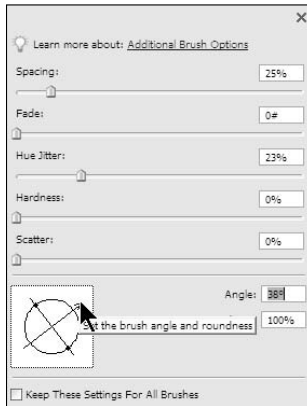 Learn more about: Additional Brush Options
Spacing: 25%
Fade: 0#
Hue Jitter: 23%
Hardness: 0%
Scatter: 0%
Angle: 38º
the brush angle and roundness 100%
Keep These Settings For All Brushes